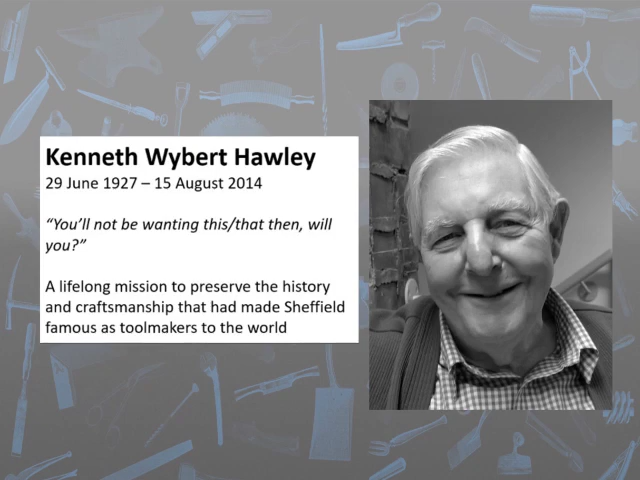 Kenneth Wybert Hawley
29 June 1927 – 15 August 2014
“You’ll not be wanting this/that then, will
you?”
A lifelong mission to preserve the history
and craftsmanship that had made Sheffield
famous as toolmakers to the world